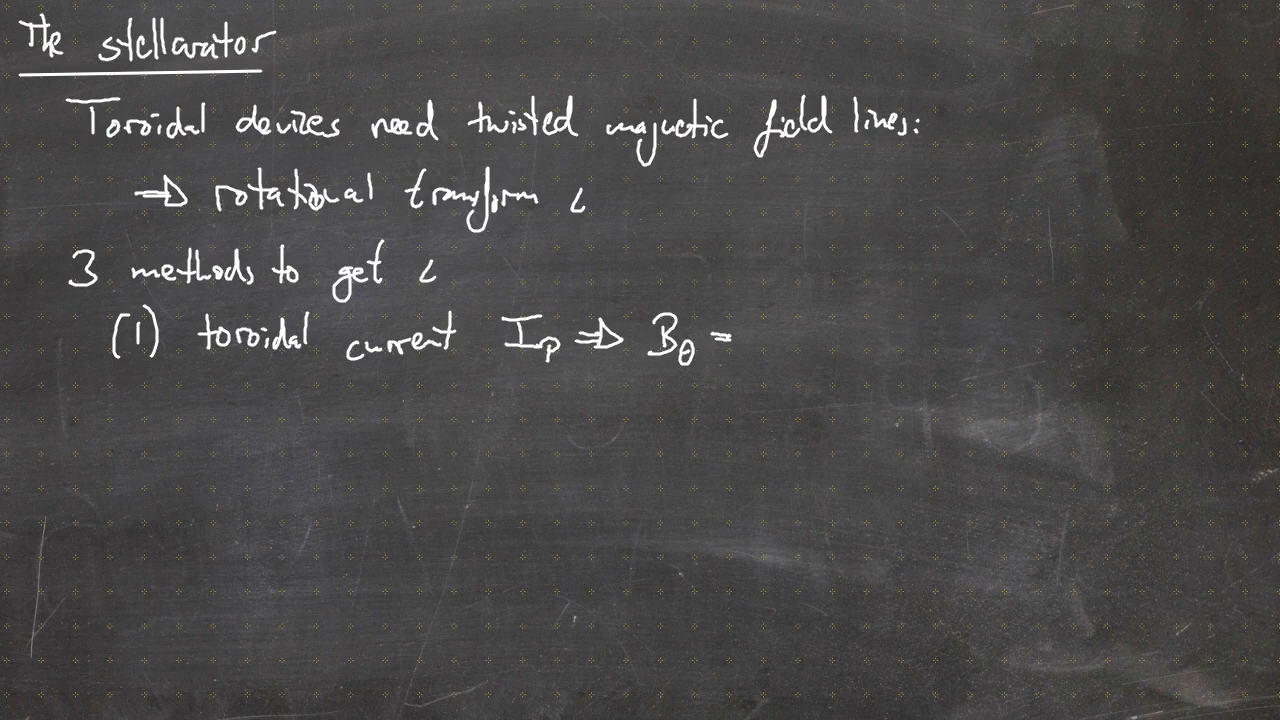 The stellarator
Toroidal devices need twisted magnetic field lines:
⇒ rotational transform ι
3 methods to get ι
(1) toroidal current Ip ⇒ Bθ =